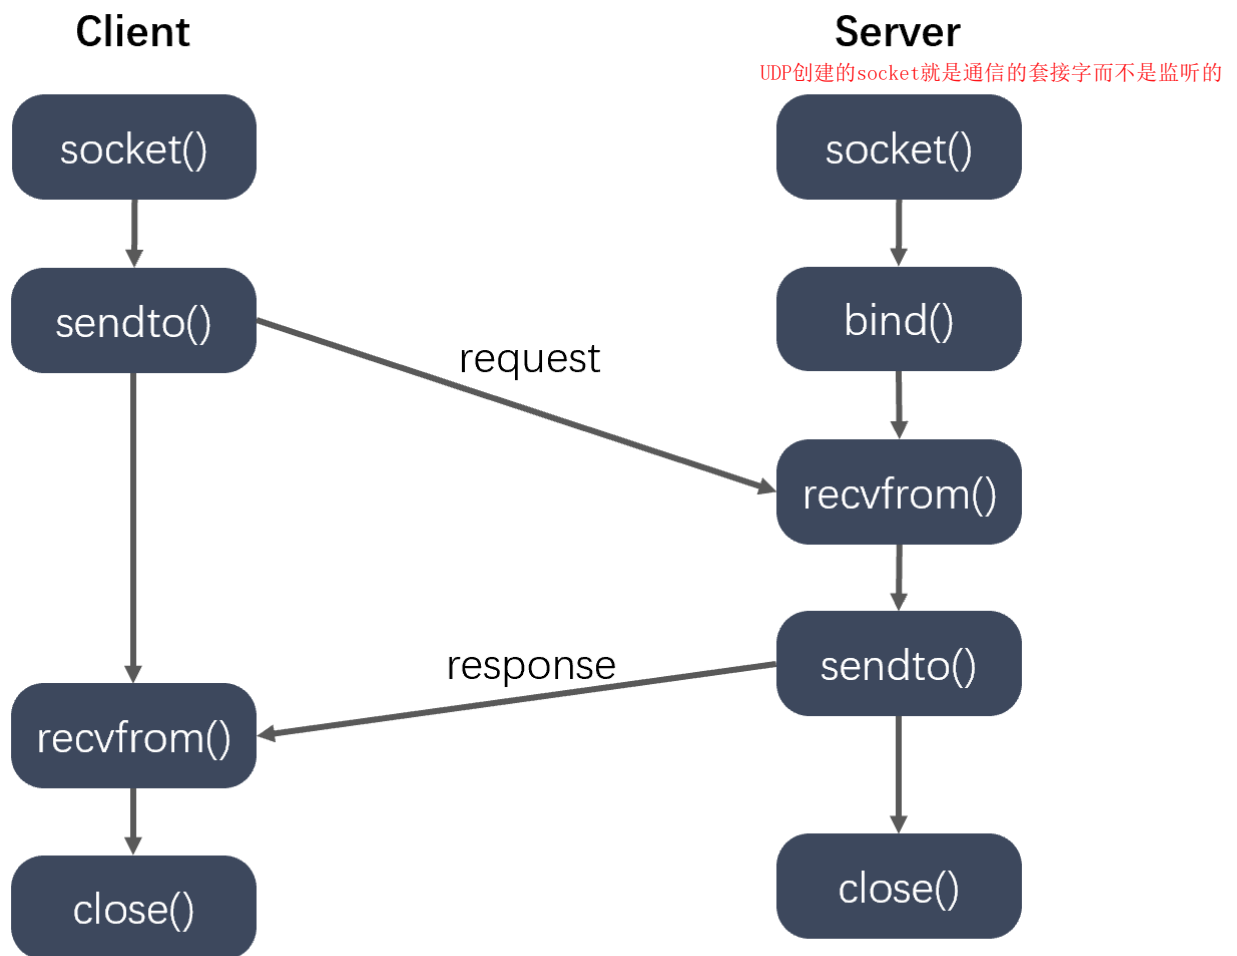 Client
Server
UDP创建的socket就是通信的套接字而不是监听的
socket()
socket()
sendto()
bind()
request
recvfrom()
response
sendto()
recvfrom()
close()
close()